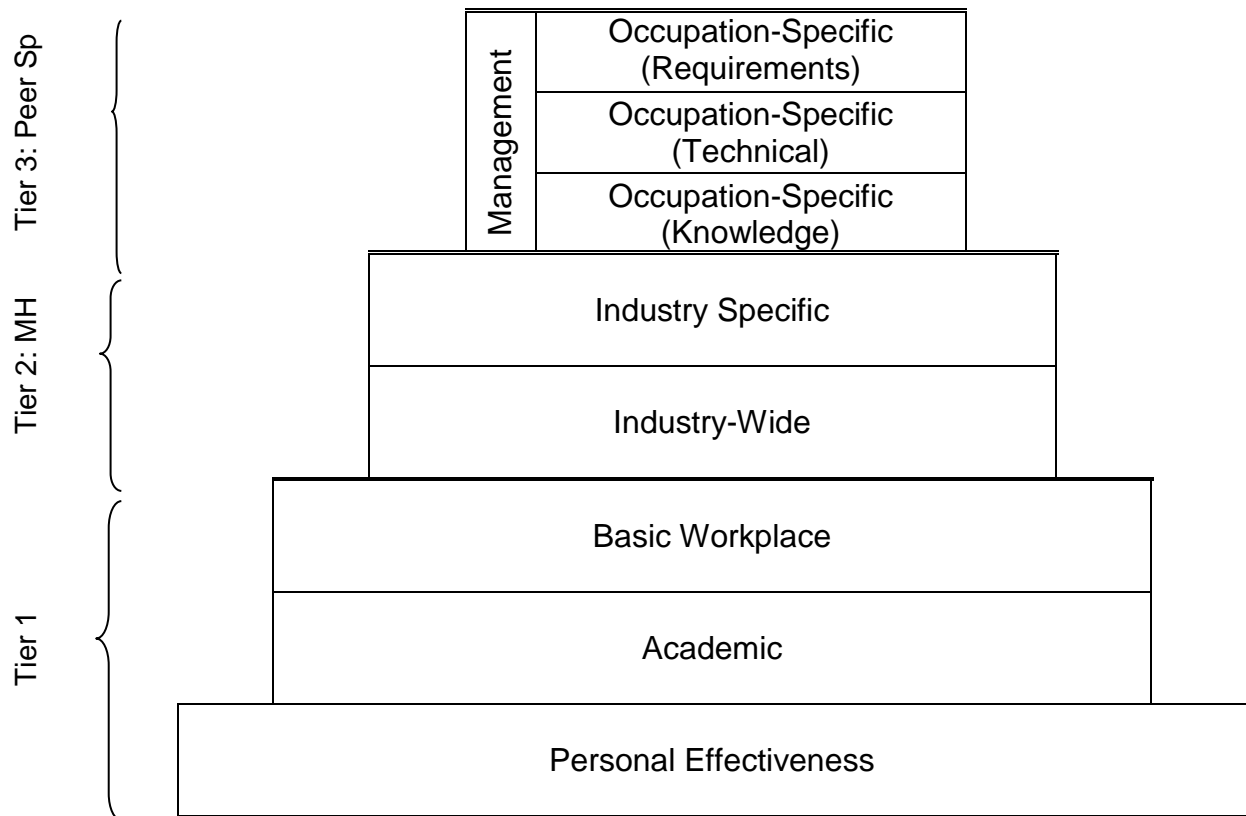 Tier 3: Peer Sp
Management
Occupation-Specific
(Requirements)
Occupation-Specific
(Technical)
Occupation-Specific
(Knowledge)
Tier 2: MH
Industry Specific
Industry-Wide
Tier 1
Basic Workplace
Academic
Personal Effectiveness